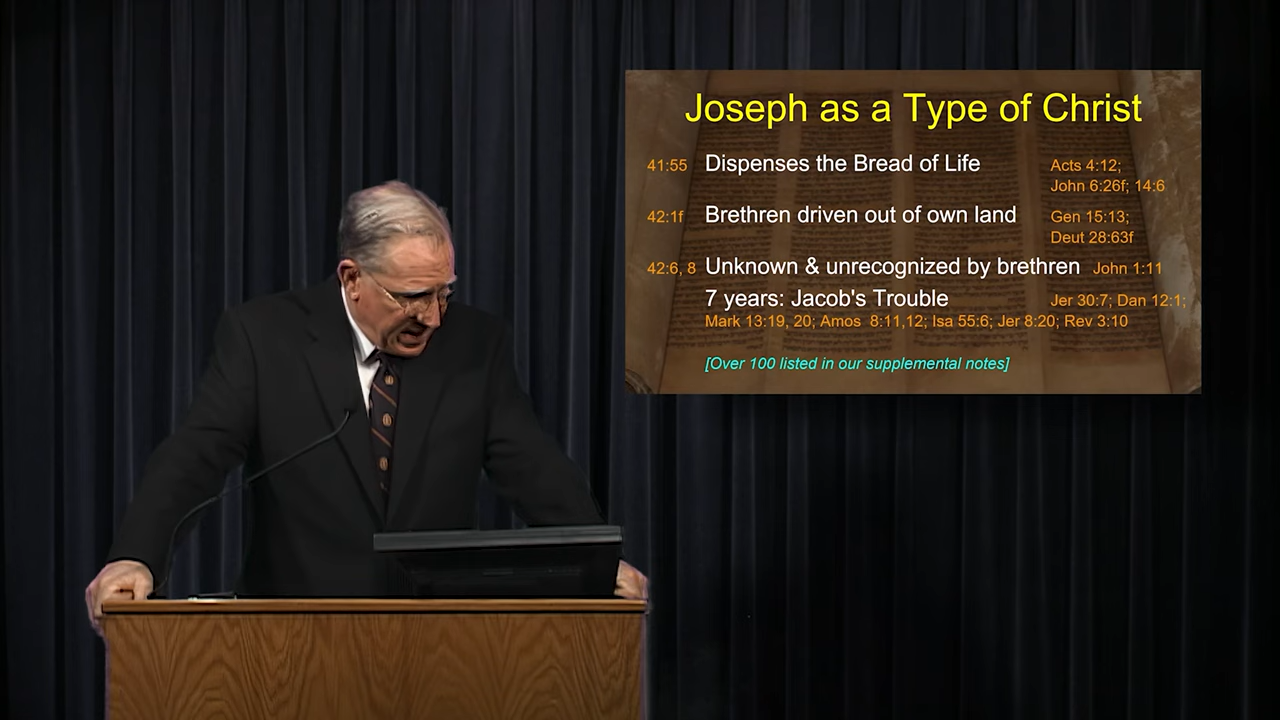 Joseph as a Type of Christ
41:55 Dispenses the Bread of Life Acts 4:12;
John 6:26f; 14:6
42:1f Brethren driven out of own land Gen 15:13;
Deut 28:63f
42:6, 8 Unknown & unrecognized by brethren John 1:11
7 years: Jacob's Trouble Jer 30:7; Dan 12:1;
Mark 13:19, 20; Amos 8:11,12; Isa 55:6; Jer 8:20; Rev 3:10
[Over 100 listed in our supplemental notes]